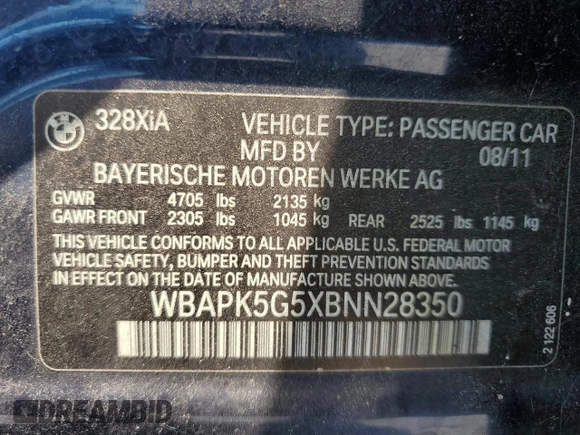 328XiA
VEHICLE TYPE: PASSENGER CAR
MFD BY 08/11
BAYERISCHE MOTOREN WERKE AG
GVWR 4705 lbs 2135 kg
GAWR FRONT 2305 lbs 1045 kg REAR 2525 lbs 1145 kg
THIS VEHICLE CONFORMS TO ALL APPLICABLE U.S. FEDERAL MOTOR
VEHICLE SAFETY, BUMPER AND THEFT PREVENTION STANDARDS
IN EFFECT ON THE DATE OF MANUFACTURE SHOWN ABOVE.
WBAPK5G5XBNN28350
2 122 606
DREAMBID